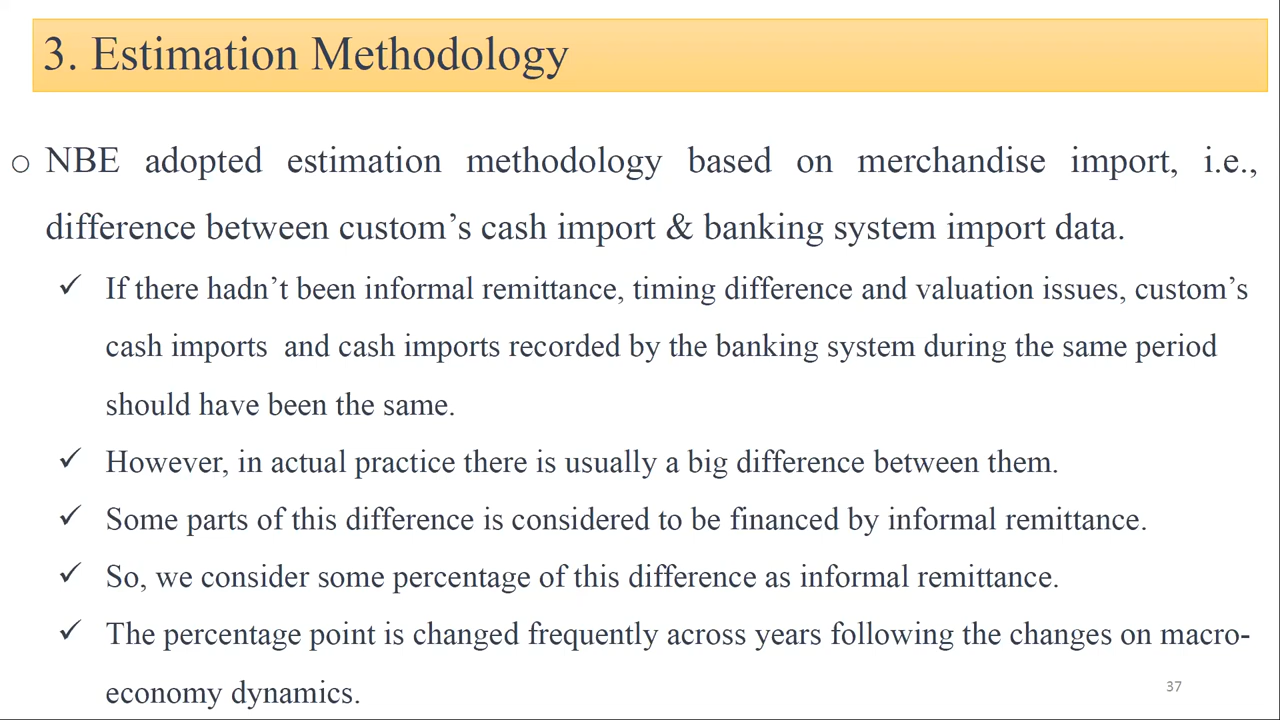 3. Estimation Methodology
○ NBE adopted estimation methodology based on merchandise import, i.e.,
difference between custom’s cash import & banking system import data.
✓ If there hadn’t been informal remittance, timing difference and valuation issues, custom’s
cash imports  and cash imports recorded by the banking system during the same period
should have been the same.
✓ However, in actual practice there is usually a big difference between them.
✓ Some parts of this difference is considered to be financed by informal remittance.
✓ So, we consider some percentage of this difference as informal remittance.
✓ The percentage point is changed frequently across years following the changes on macro-
economy dynamics.
37